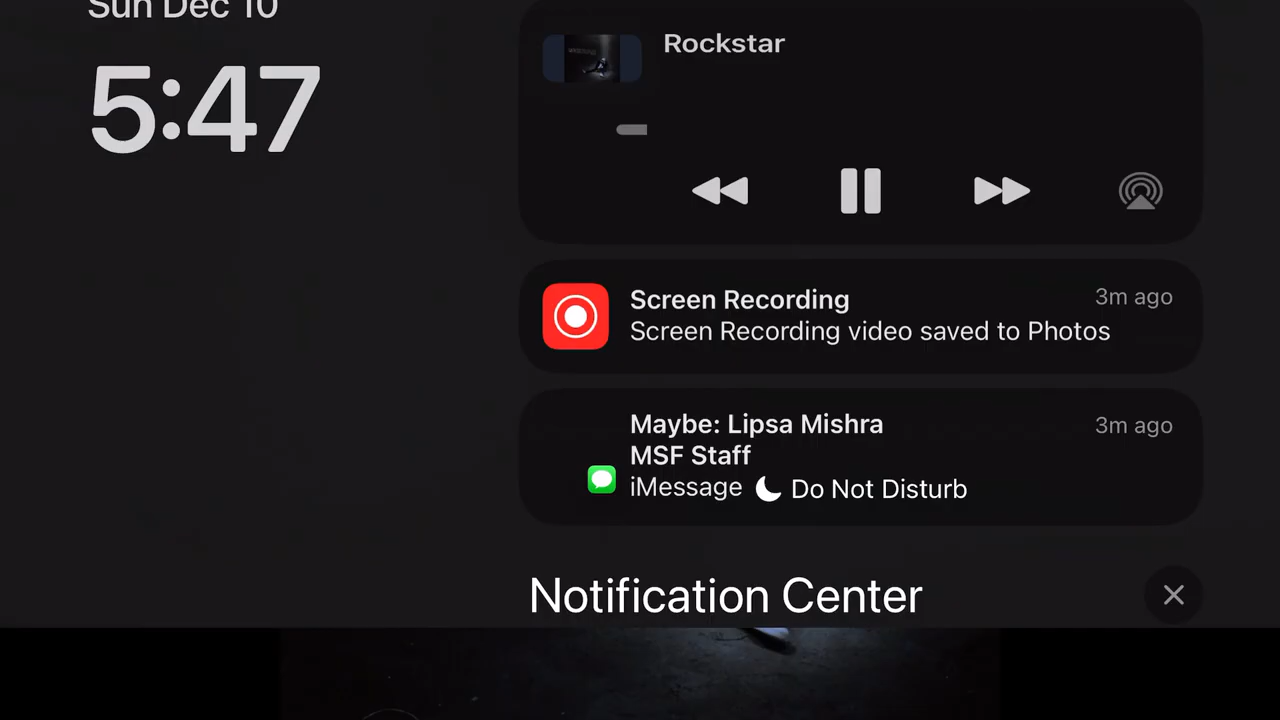 Sun Dec 10
5:47
Rockstar
Screen Recording
3m ago
Screen Recording video saved to Photos
Maybe: Lipsa Mishra
3m ago
MSF Staff
iMessage Do Not Disturb
Notification Center